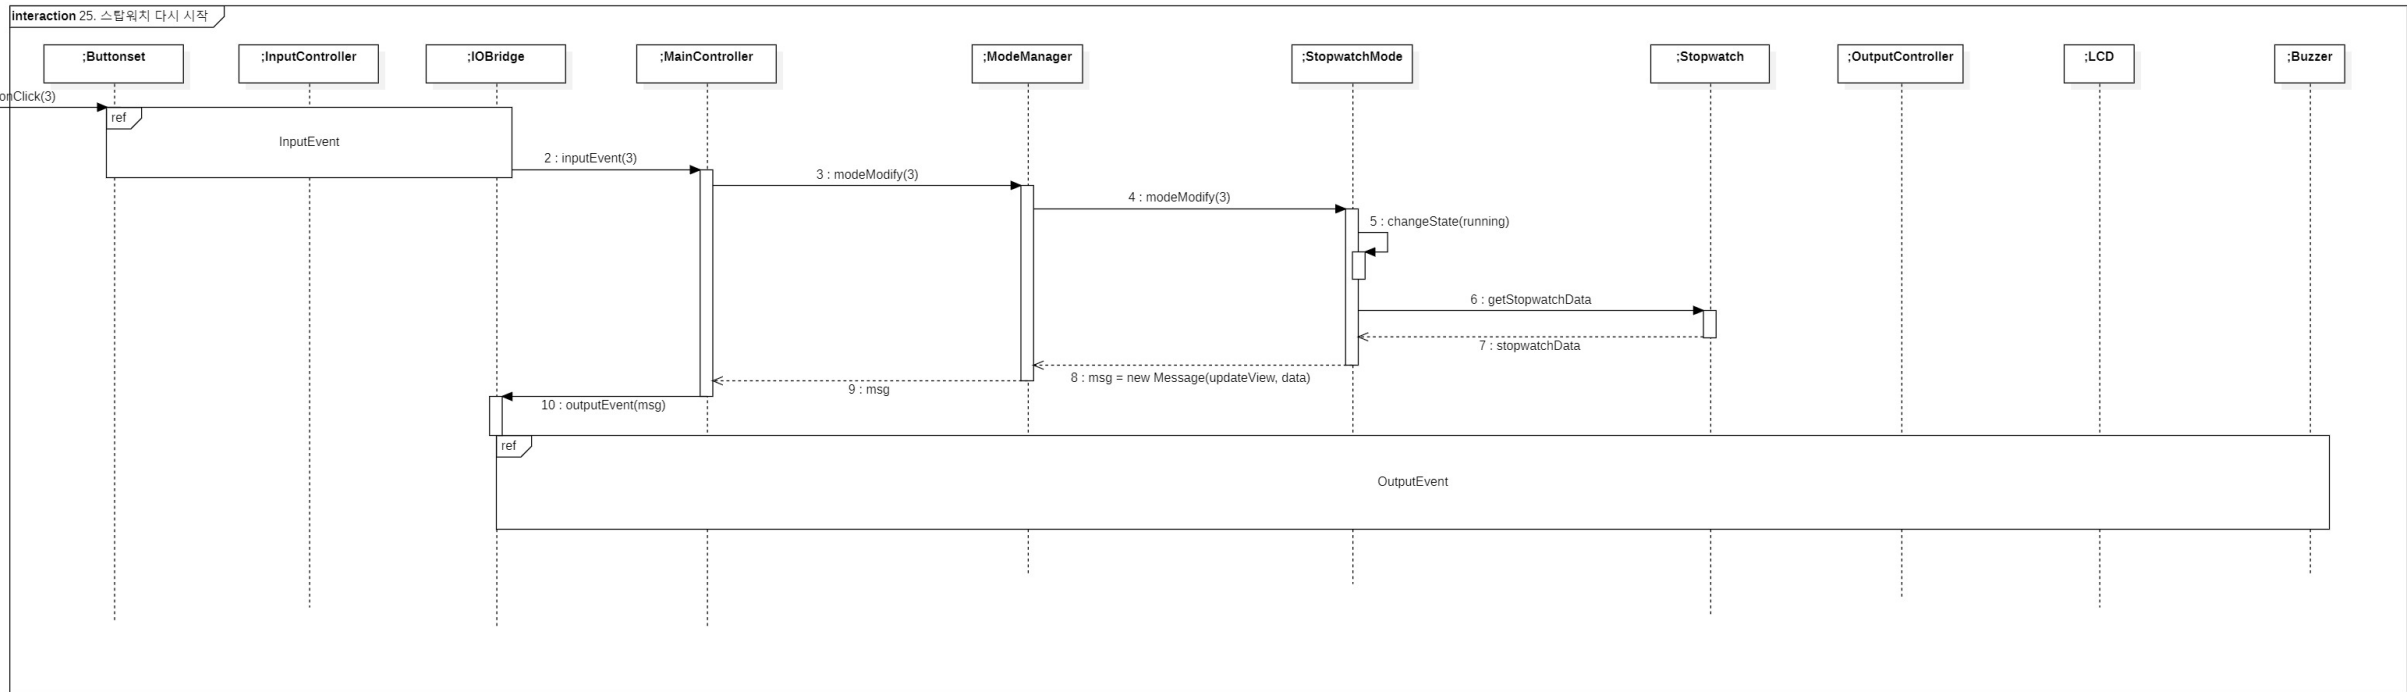 interaction 25. 스탑워치 다시 시작
;Buttonset
;InputController
;IOBridge
;MainController
;ModeManager
;StopwatchMode
;Stopwatch
;OutputController
;LCD
;Buzzer
onClick(3)
ref
InputEvent
2 : inputEvent(3)
3 : modeModify(3)
4 : modeModify(3)
5 : changeState(running)
6 : getStopwatchData
7 : stopwatchData
8 : msg = new Message(updateView, data)
9 : msg
10 : outputEvent(msg)
ref
OutputEvent